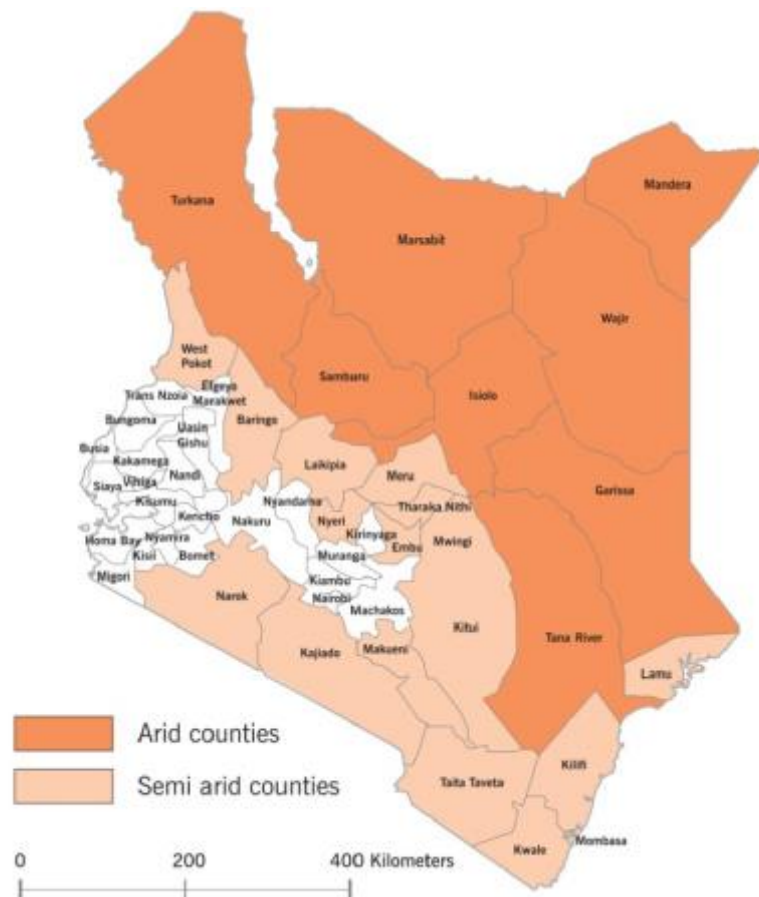 Mandera
Turkana
Marsabit
Wajir
West
Pokot
Samburu
Isiolo
Elgeyo
Marakwet
Trans Nzoia
Baringo
Bungoma
Uasin
Gishu
Busia
Kakamega
Laikipia
Meru
Nandi
Vihiga
Siaya
Garissa
Kisumu
Nyandarua
Tharaka Nithi
Kericho
Nakuru
Nyeri
Kirinyaga
Mwingi
Homa Bay
Nyamira
Embu
Kisii
Bomet
Muranga
Migori
Kiambu
Narok
Nairobi
Machakos
Kitui
Tana River
Kajiado
Makueni
Lamu
Arid counties
Semi arid counties
Kilifi
Taita Taveta
Mombasa
Kwale
0 200 400 Kilometers